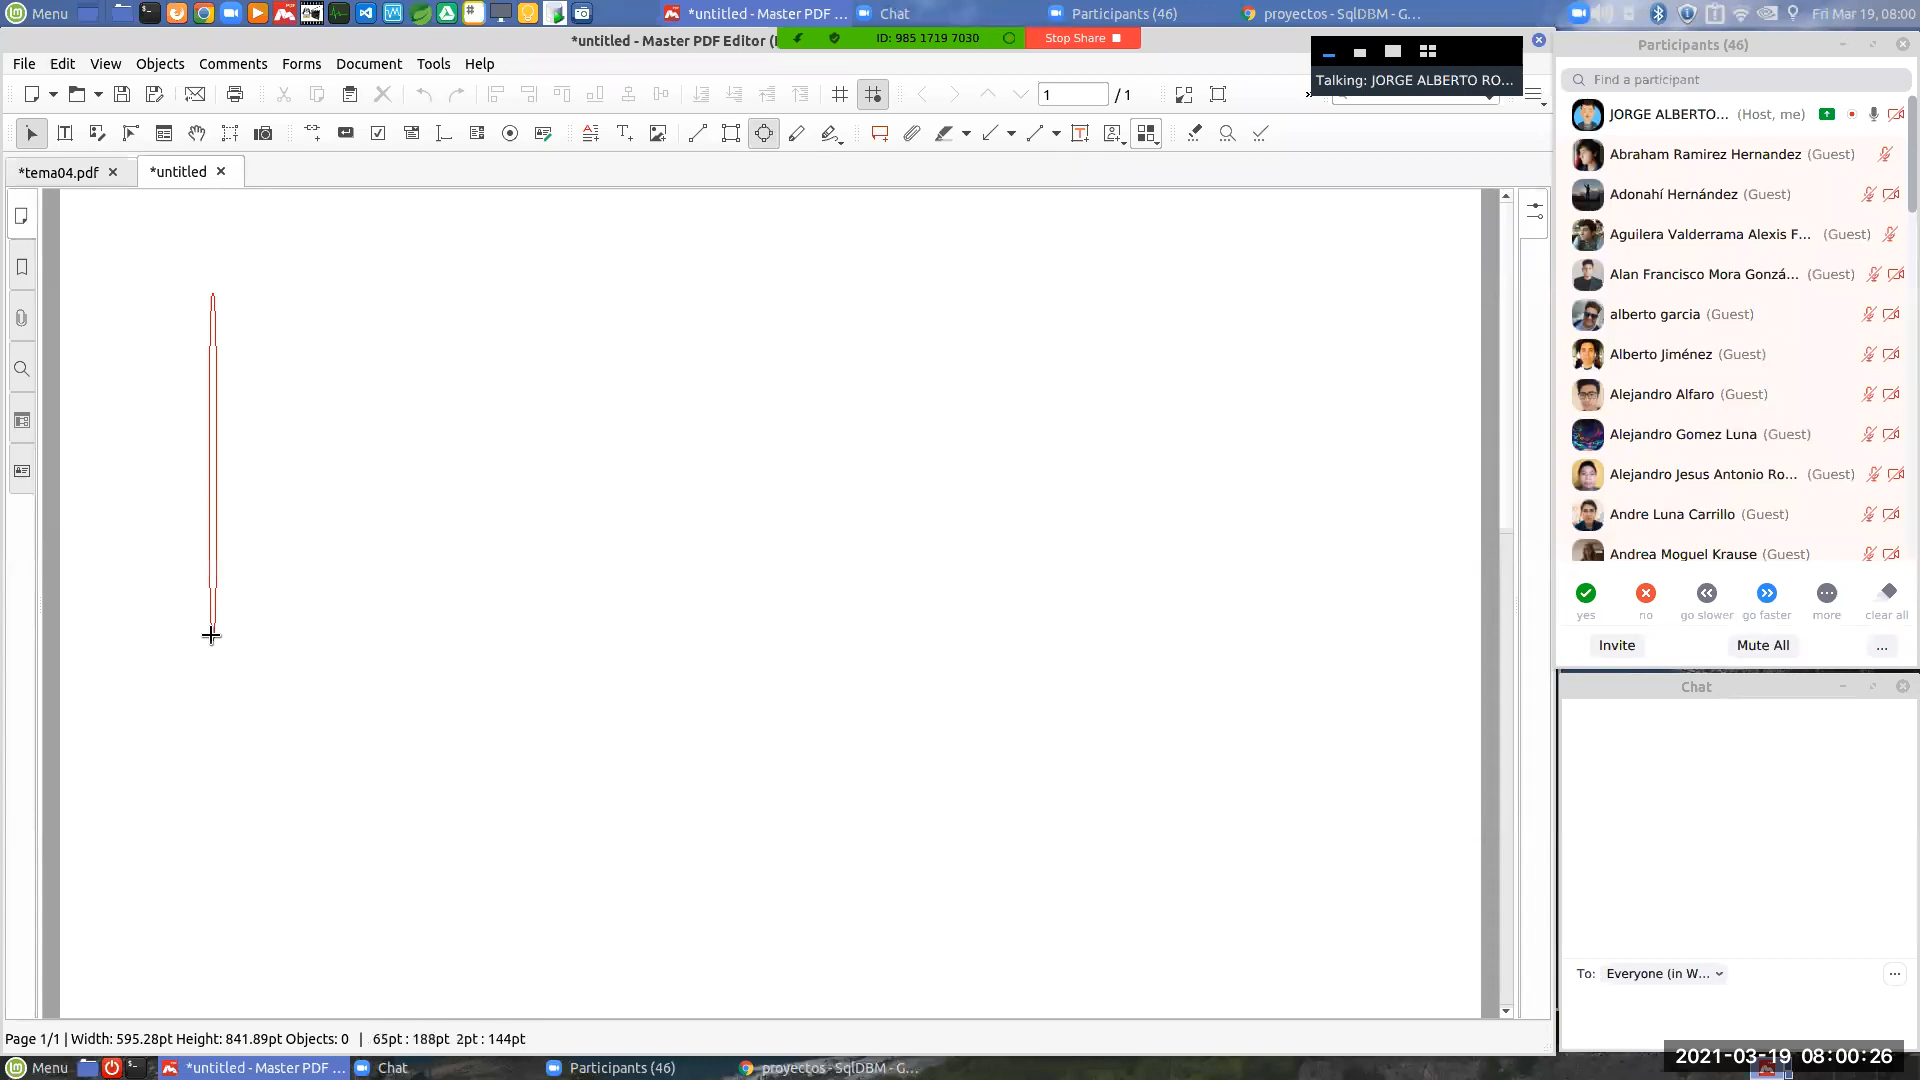 Menu
*untitled - Master PDF ...
Chat
Participants (46)
proyectos - SqlDBM - G...
Fri Mar 19, 08:00
*untitled - Master PDF Editor (
ID: 985 1719 7030
Stop Share
File Edit View Objects Comments Forms Document Tools Help
Talking: JORGE ALBERTO RO...
1 / 1
*tema04.pdf
*untitled
Page 1/1 | Width: 595.28pt Height: 841.89pt Objects: 0 | 65pt : 188pt 2pt : 144pt
Participants (46)
Find a participant
JORGE ALBERTO... (Host, me)
Abraham Ramirez Hernandez (Guest)
Adonahí Hernández (Guest)
Aguilera Valderrama Alexis F... (Guest)
Alan Francisco Mora Gonzá... (Guest)
alberto garcia (Guest)
Alberto Jiménez (Guest)
Alejandro Alfaro (Guest)
Alejandro Gomez Luna (Guest)
Alejandro Jesus Antonio Ro... (Guest)
Andre Luna Carrillo (Guest)
Andrea Moguel Krause (Guest)
yes no go slower go faster more clear all
Invite Mute All ...
Chat
To: Everyone (in W...
Menu
*untitled - Master PDF ...
Chat
Participants (46)
proyectos - SqlDBM - G...
2021-03-19 08:00:26